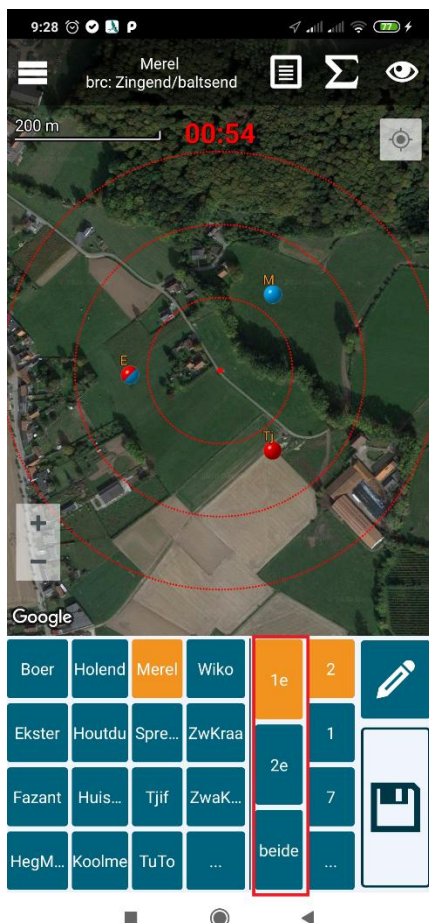 9:28
77
Merel
brc: Zingend/baltsend
200 m
00:54
M
E
Tj
+
−
Google
Boer Holend Merel Wiko 1e 2
Ekster Houtdu Spre... ZwKraa 2e 1
Fazant Huis... Tjif ZwaK... 7
HegM... Koolme TuTo ... beide ...